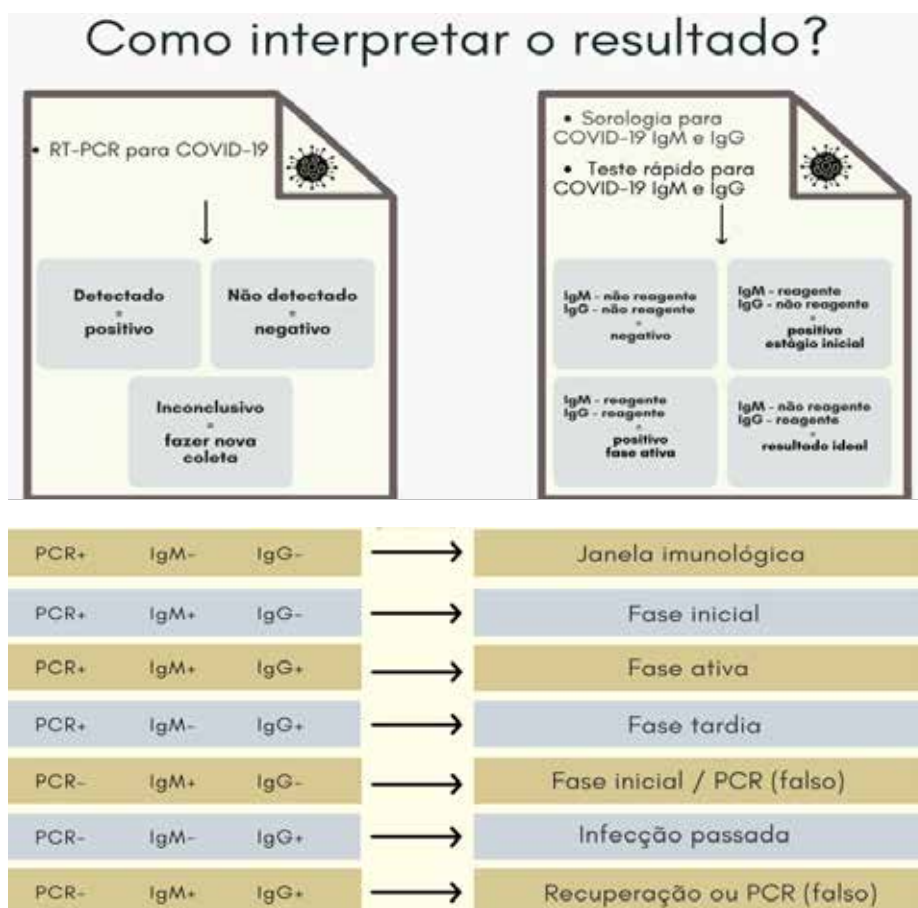 Como interpretar o resultado?
• RT-PCR para COVID-19
Detectado
=
positivo
Não detectado
=
negativo
Inconclusivo
=
fazer nova
coleta
• Sorologia para
COVID-19 IgM e IgG
• Teste rápido para
COVID-19 IgM e IgG
IgM - não reagente
IgG - não reagente
=
negativo
IgM - reagente
IgG - não reagente
=
positivo
estágio inicial
IgM - reagente
IgG - reagente
=
positivo
fase ativa
IgM - não reagente
IgG - reagente
=
resultado ideal
PCR+ IgM- IgG- Janela imunológica
PCR+ IgM+ IgG- Fase inicial
PCR+ IgM+ IgG+ Fase ativa
PCR+ IgM- IgG+ Fase tardia
PCR- IgM+ IgG- Fase inicial / PCR (falso)
PCR- IgM- IgG+ Infecção passada
PCR- IgM+ IgG+ Recuperação ou PCR (falso)